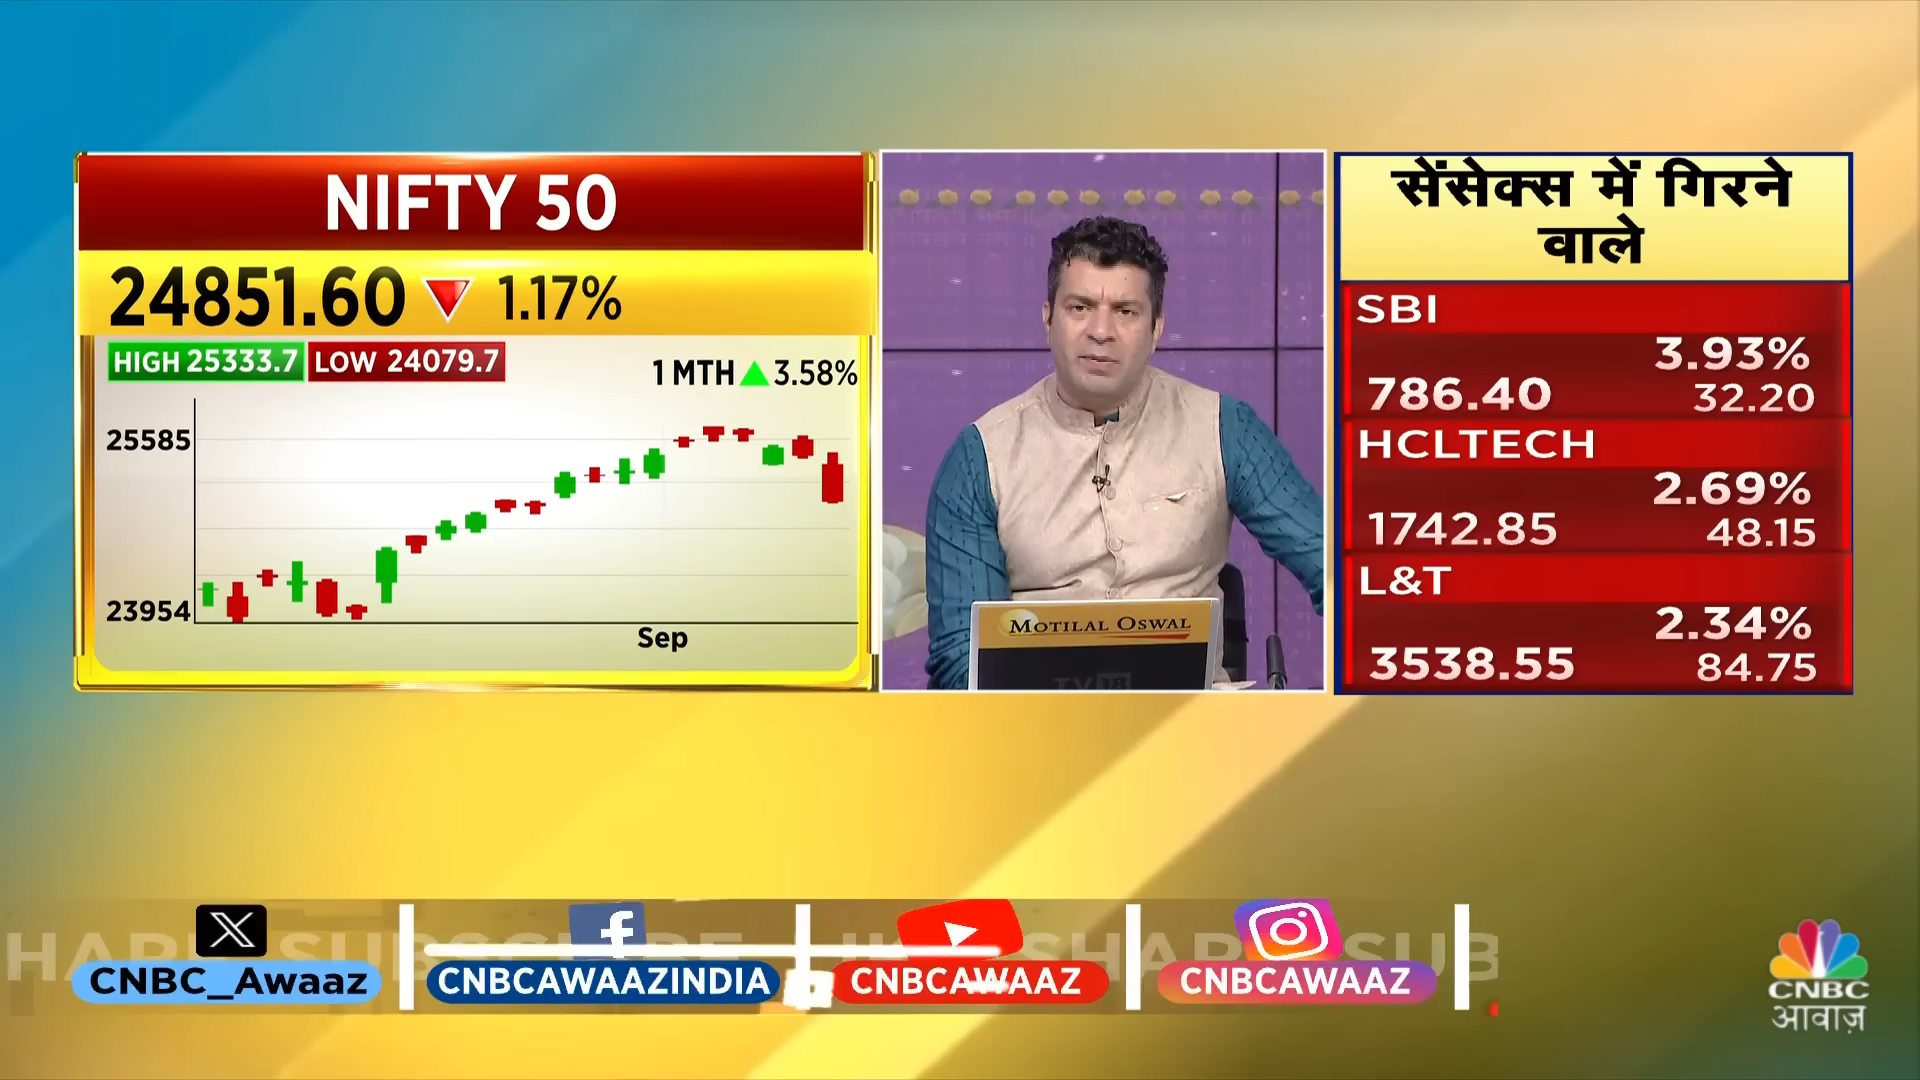 NIFTY 50
24851.60 1.17%
HIGH 25333.7 LOW 24079.7
1 MTH 3.58%
25585
23954
Sep
MOTILAL OSWAL
सेंसेक्स में गिरने
वाले
SBI
3.93%
786.40 32.20
HCLTECH
2.69%
1742.85 48.15
L&T
2.34%
3538.55 84.75
CNBC_Awaaz
CNBCAWAAZINDIA
CNBCAWAAZ
CNBCAWAAZ
CNBC
आवाज़